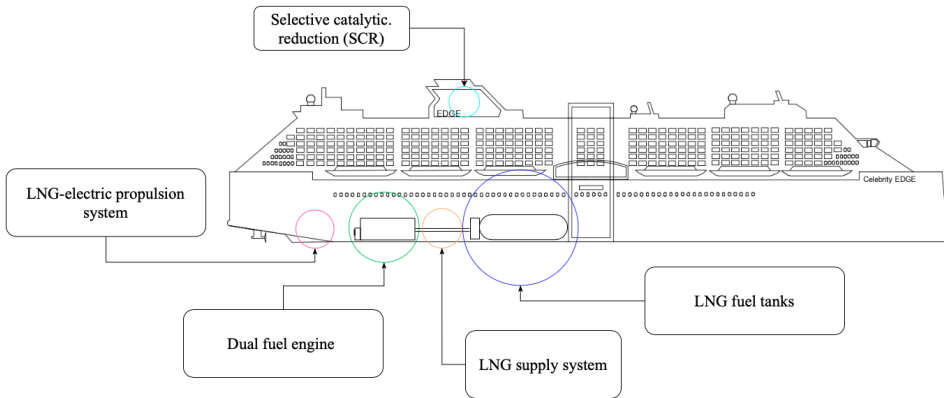 Selective catalytic.
reduction (SCR)
EDGE
Celebrity EDGE
LNG-electric propulsion
system
LNG fuel tanks
Dual fuel engine
LNG supply system